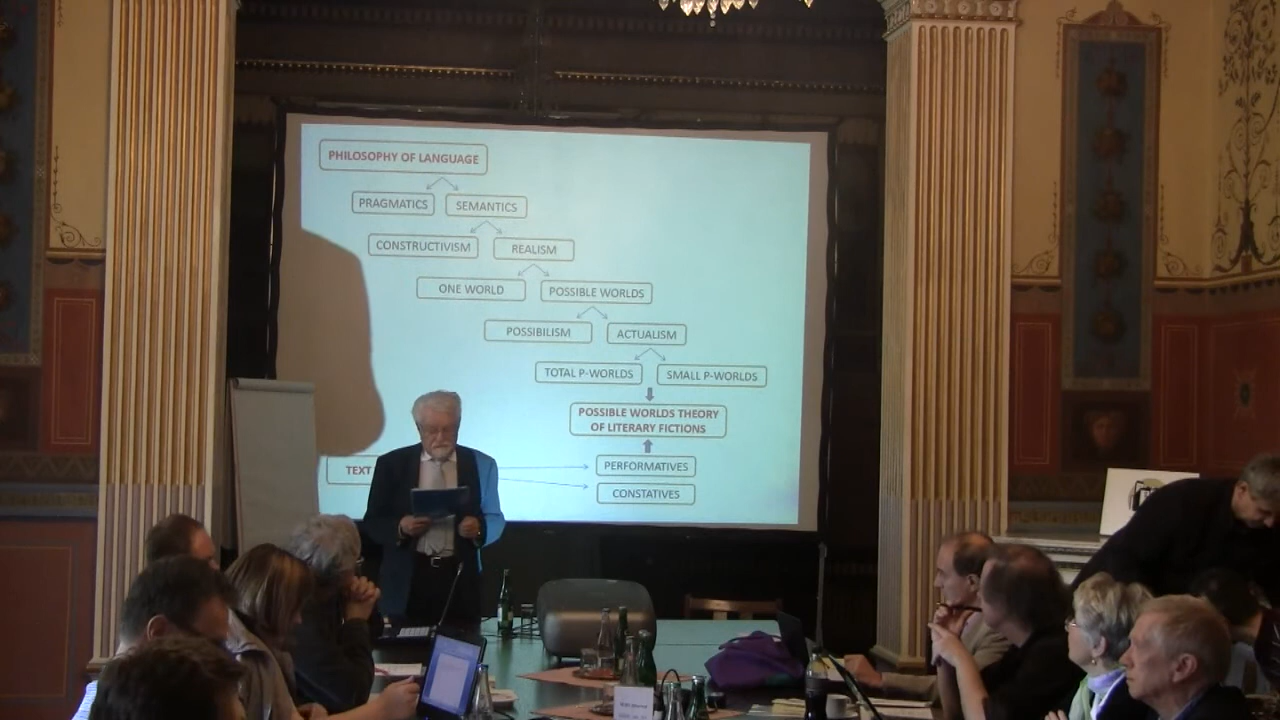 PHILOSOPHY OF LANGUAGE
PRAGMATICS SEMANTICS
CONSTRUCTIVISM REALISM
ONE WORLD POSSIBLE WORLDS
POSSIBILISM ACTUALISM
TOTAL P-WORLDS SMALL P-WORLDS
POSSIBLE WORLDS THEORY
OF LITERARY FICTIONS
TEXT PERFORMATIVES
CONSTATIVES